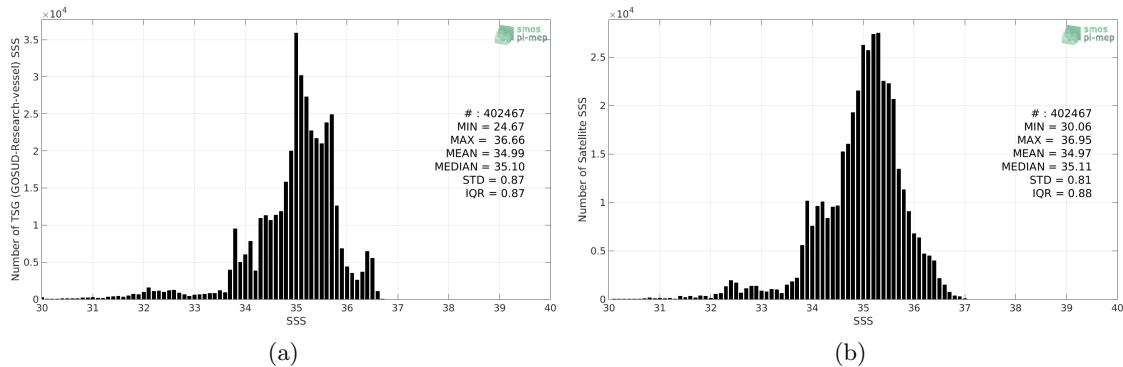 ×10⁴
3.5
3
2.5
2
1.5
1
0.5
0
30 31 32 33 34 35 36 37 38 39 40
SSS
Number of TSG (GOSUD-Research-vessel) SSS
smos
pi-mep
# : 402467
MIN = 24.67
MAX = 36.66
MEAN = 34.99
MEDIAN = 35.10
STD = 0.87
IQR = 0.87
(a)
×10⁴
2.5
2
1.5
1
0.5
0
30 31 32 33 34 35 36 37 38 39 40
SSS
Number of Satellite SSS
smos
pi-mep
# : 402467
MIN = 30.06
MAX = 36.95
MEAN = 34.97
MEDIAN = 35.11
STD = 0.81
IQR = 0.88
(b)